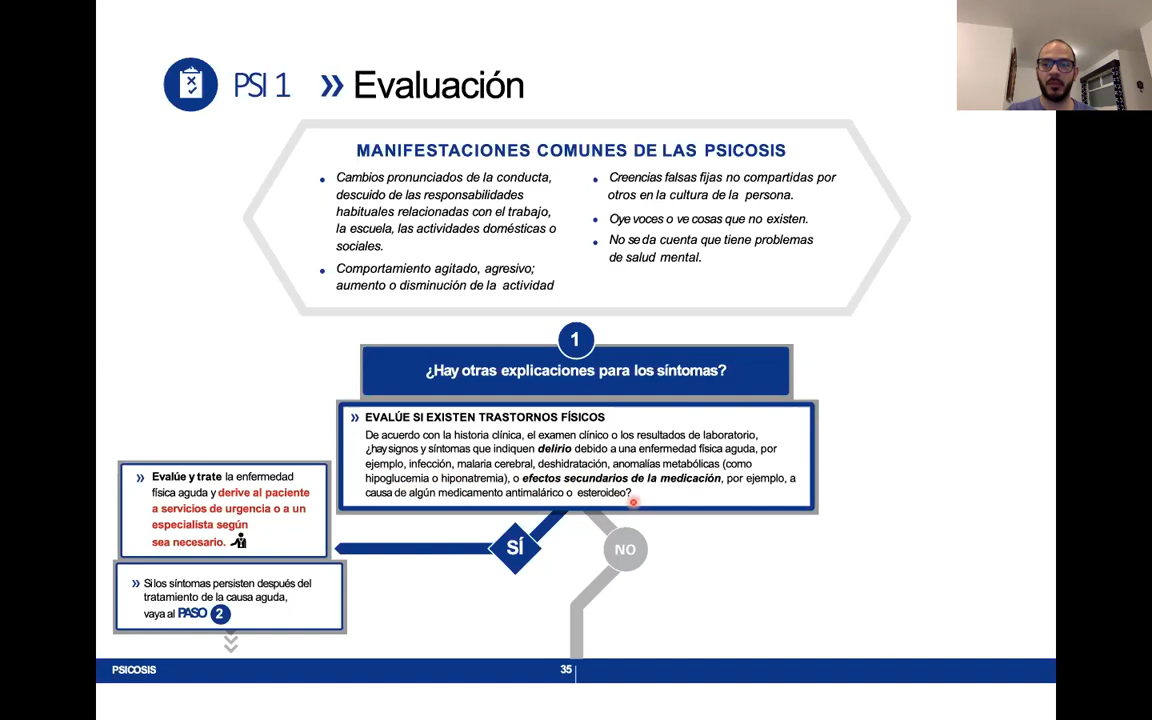 PSI 1 » Evaluación
MANIFESTACIONES COMUNES DE LAS PSICOSIS
• Cambios pronunciados de la conducta,
descuido de las responsabilidades
habituales relacionadas con el trabajo,
la escuela, las actividades domésticas o
sociales.
• Comportamiento agitado, agresivo;
aumento o disminución de la actividad
• Creencias falsas fijas no compartidas por
otros en la cultura de la persona.
• Oye voces o ve cosas que no existen.
• No se da cuenta que tiene problemas
de salud mental.
1
¿Hay otras explicaciones para los síntomas?
» EVALÚE SI EXISTEN TRASTORNOS FÍSICOS
De acuerdo con la historia clínica, el examen clínico o los resultados de laboratorio,
¿hay signos y síntomas que indiquen delirio debido a una enfermedad física aguda, por
ejemplo, infección, malaria cerebral, deshidratación, anomalías metabólicas (como
hipoglucemia o hiponatremia), o efectos secundarios de la medicación, por ejemplo, a
causa de algún medicamento antimalárico o esteroideo?
SÍ
NO
» Evalúe y trate la enfermedad
física aguda y derive al paciente
a servicios de urgencia o a un
especialista según
sea necesario.
» Si los síntomas persisten después del
tratamiento de la causa aguda,
vaya al PASO 2
PSICOSIS
35